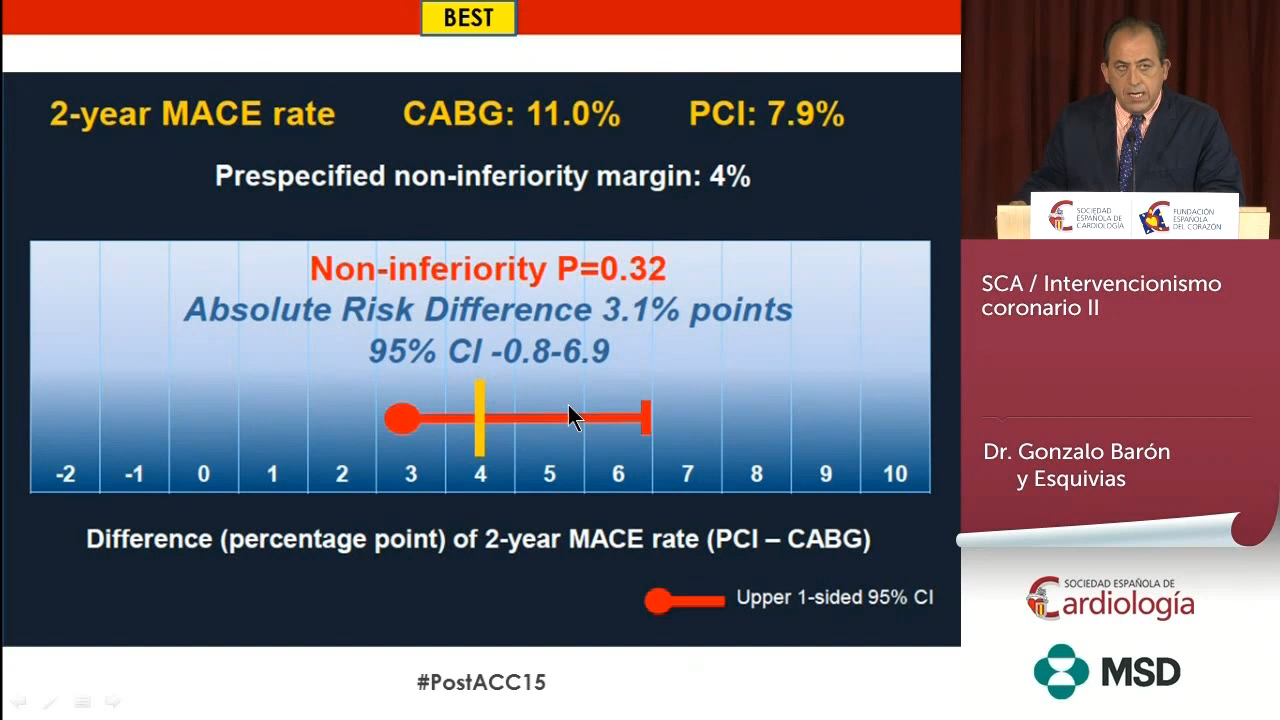 BEST
2-year MACE rate CABG: 11.0% PCI: 7.9%
Prespecified non-inferiority margin: 4%
Non-inferiority P=0.32
Absolute Risk Difference 3.1% points
95% CI -0.8-6.9
-2 -1 0 1 2 3 4 5 6 7 8 9 10
Difference (percentage point) of 2-year MACE rate (PCI – CABG)
Upper 1-sided 95% CI
#PostACC15
SOCIEDAD
ESPAÑOLA DE
CARDIOLOGÍA
FUNDACIÓN
ESPAÑOLA
DEL CORAZÓN
SCA / Intervencionismo
coronario II
Dr. Gonzalo Barón
y Esquivias
SOCIEDAD ESPAÑOLA DE
Cardiología
MSD